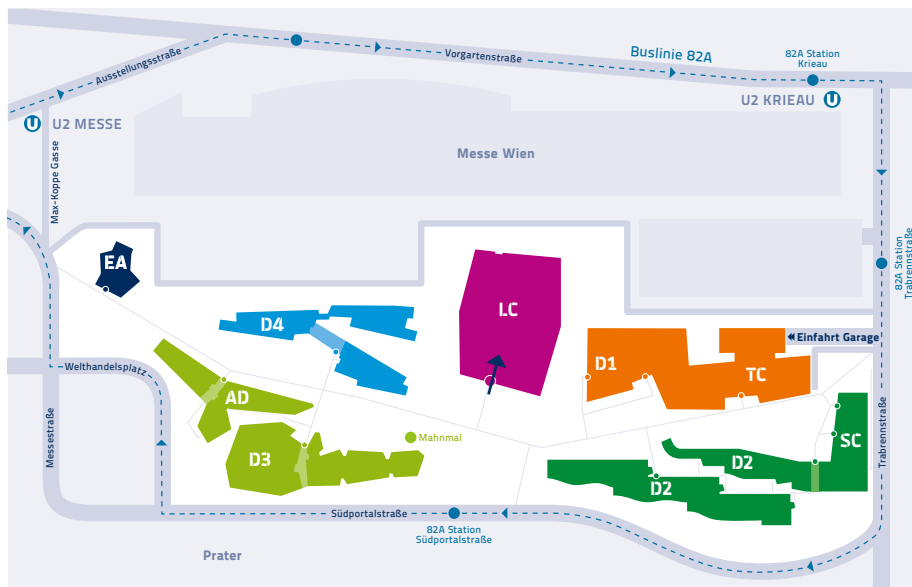 Ausstellungsstraße
Vorgartenstraße
Buslinie 82A
82A Station
Krieau
U2 KRIEAU
U
U
U2 MESSE
Messe Wien
Max-Koppe Gasse
82A Station
Trabrennstraße
EA
D4
LC
Einfahrt Garage
D1
TC
Welthandelsplatz
AD
SC
Mahnmal
D3
D2
D2
Messestraße
Trabrennstraße
Südportalstraße
82A Station
Südportalstraße
Prater